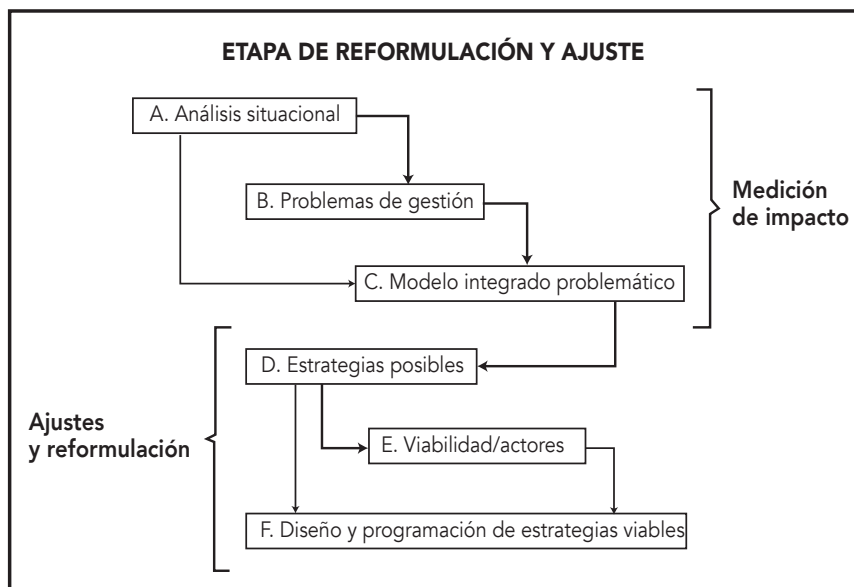 ETAPA DE REFORMULACIÓN Y AJUSTE
A. Análisis situacional
B. Problemas de gestión
Medición
de impacto
C. Modelo integrado problemático
D. Estrategias posibles
Ajustes
y reformulación
E. Viabilidad/actores
F. Diseño y programación de estrategias viables